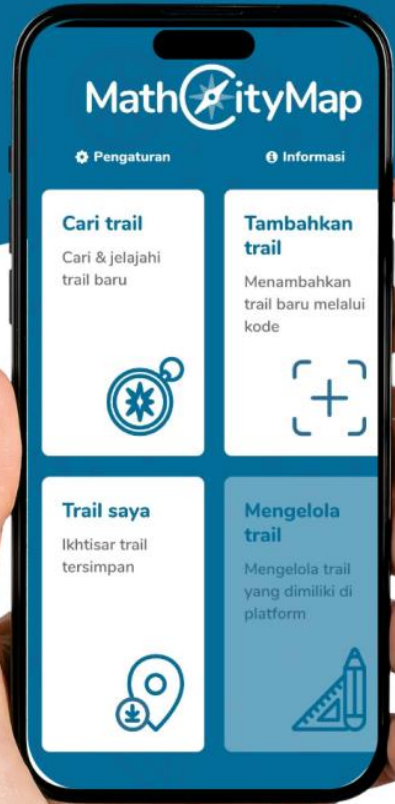 MathCityMap
Pengaturan
Informasi
Cari trail
Cari & jelajahi
trail baru
Tambahkan
trail
Menambahkan
trail baru melalui
kode
Trail saya
Ikhtisar trail
tersimpan
Mengelola
trail
Mengelola trail
yang dimiliki di
platform